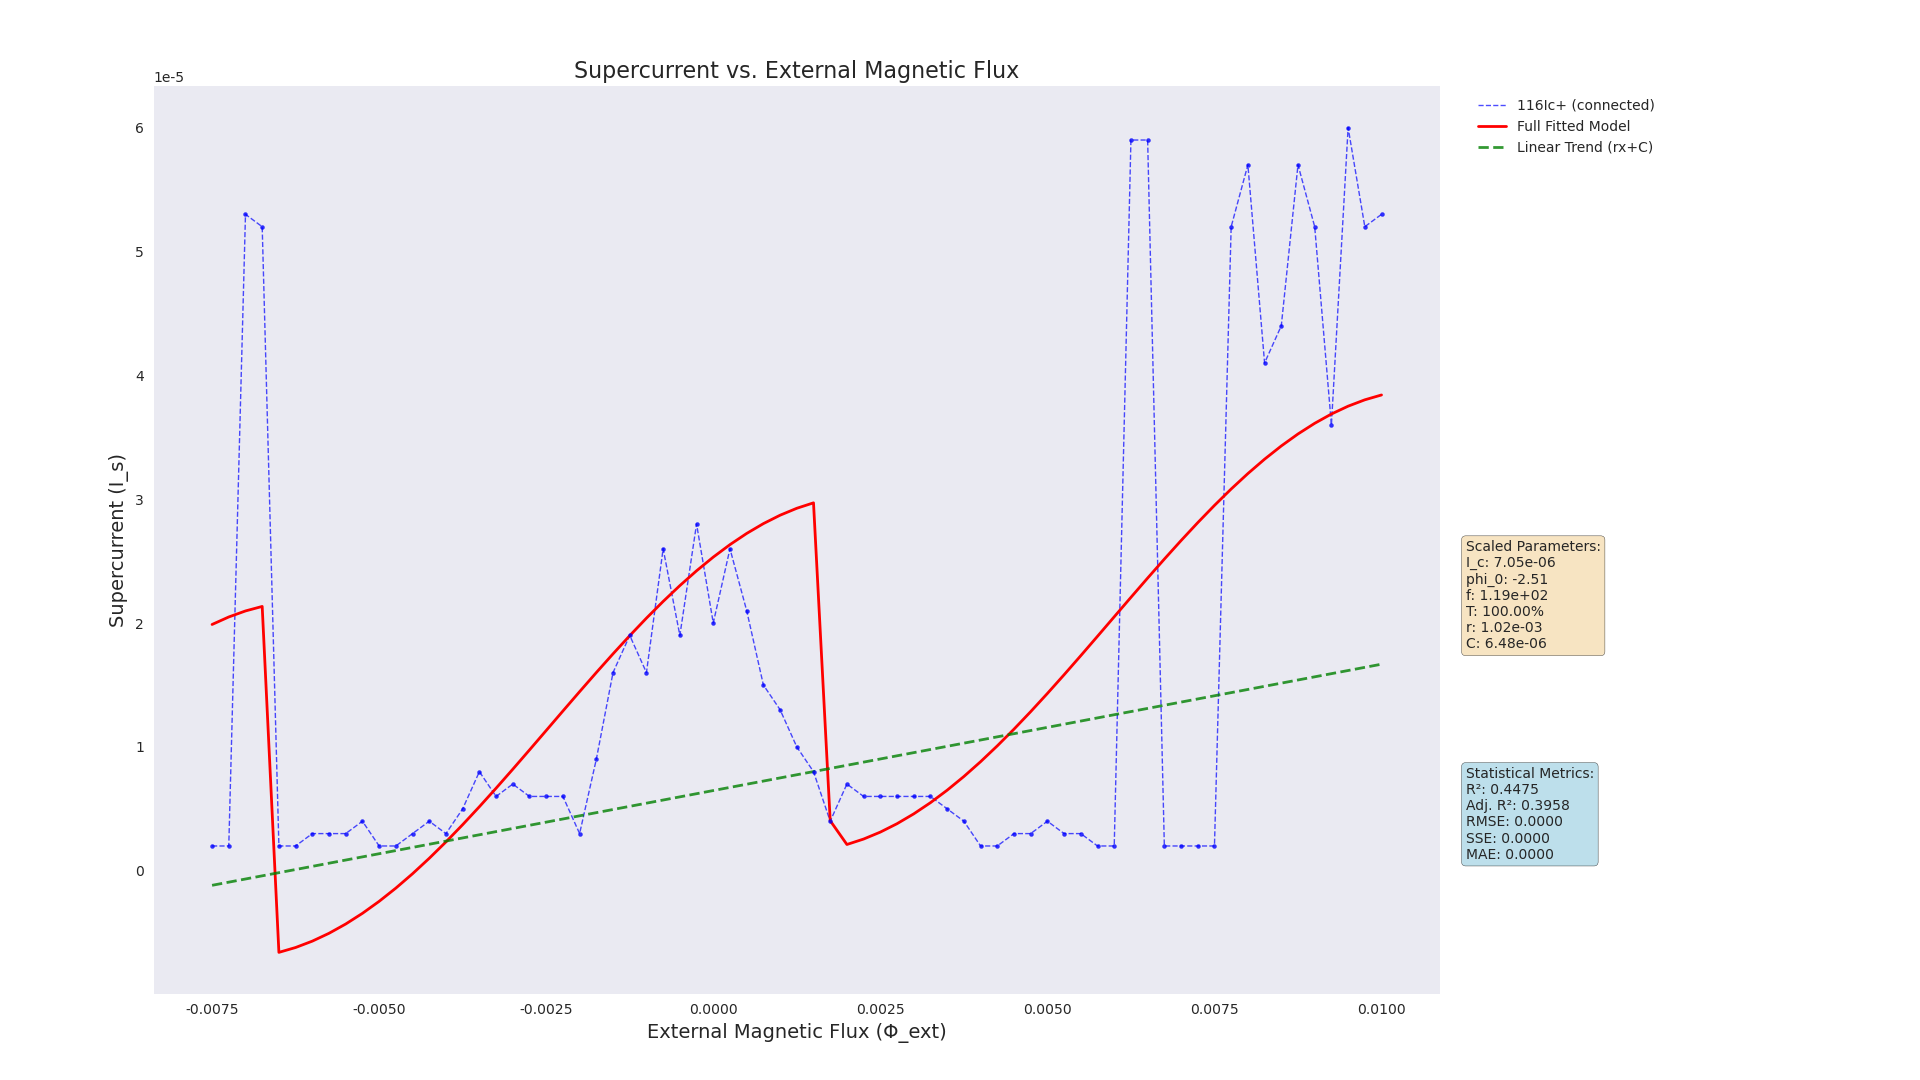 Supercurrent vs. External Magnetic Flux
1e-5
6
5
4
3
2
1
0
Supercurrent (I_s)
-0.0075
-0.0050
-0.0025
0.0000
0.0025
0.0050
0.0075
0.0100
External Magnetic Flux (Φ_ext)
116Ic+ (connected)
Full Fitted Model
Linear Trend (rx+C)
Scaled Parameters:
I_c: 7.05e-06
phi_0: -2.51
f: 1.19e+02
T: 100.00%
r: 1.02e-03
C: 6.48e-06
Statistical Metrics:
R²: 0.4475
Adj. R²: 0.3958
RMSE: 0.0000
SSE: 0.0000
MAE: 0.0000